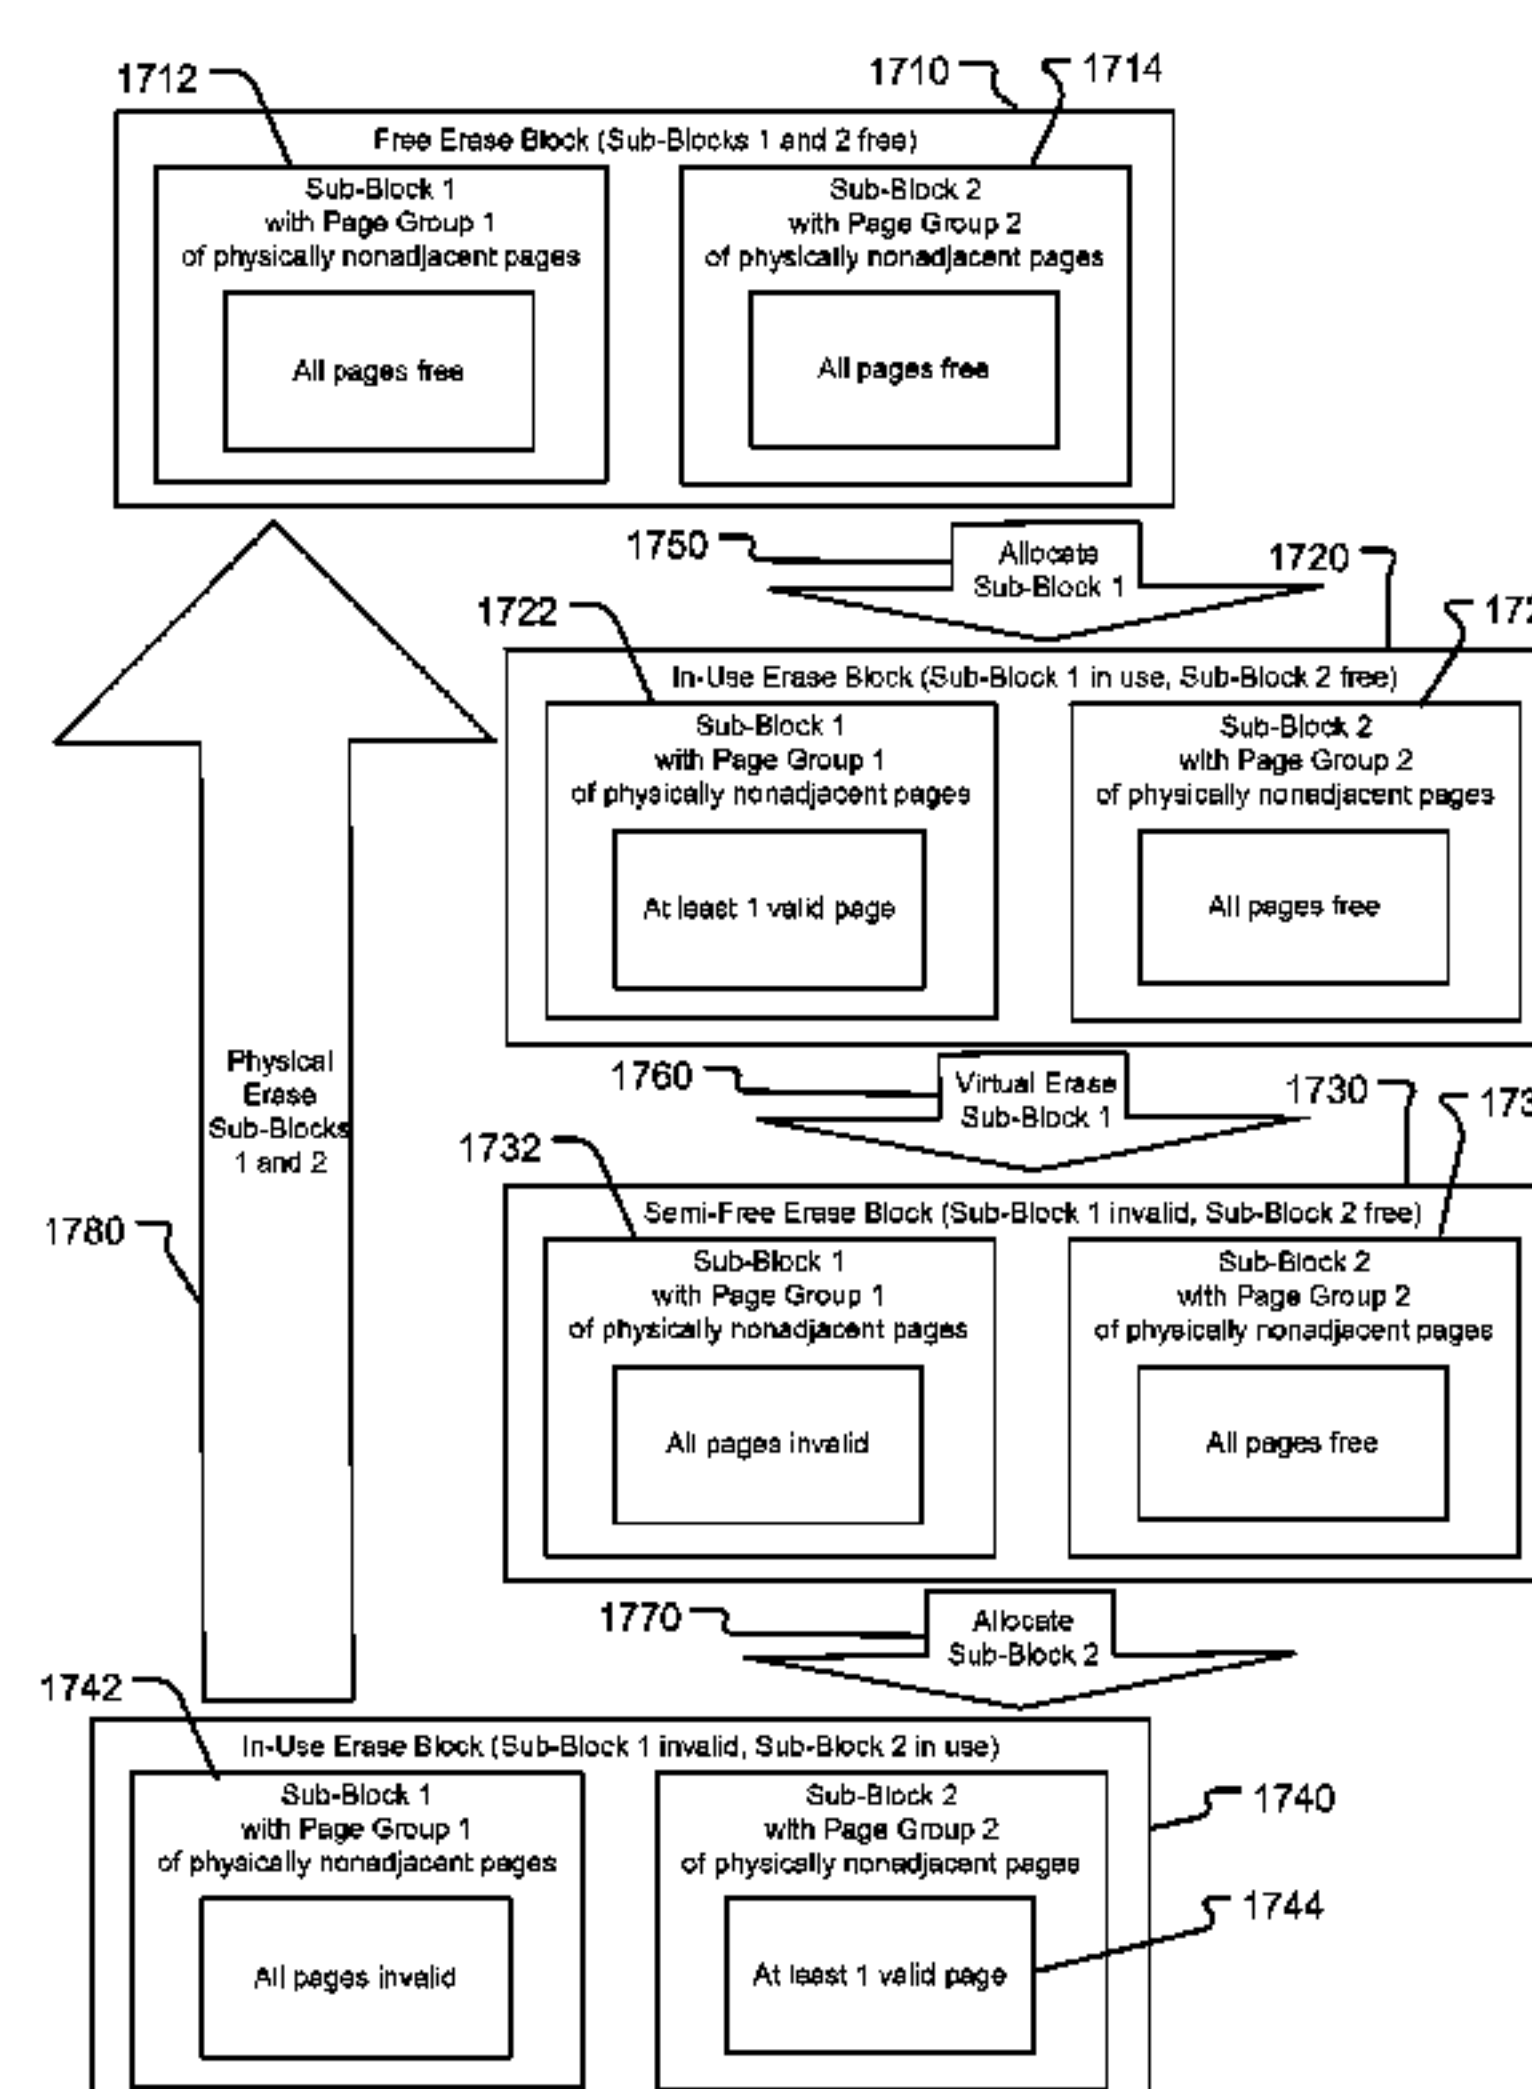 1712
1710
1714
Free Erase Block (Sub-Blocks 1 and 2 free)
Sub-Block 1
with Page Group 1
of physically nonadjacent pages
All pages free
Sub-Block 2
with Page Group 2
of physically nonadjacent pages
All pages free
1750
Allocate
Sub-Block 1
1720
1722
172
In-Use Erase Block (Sub-Block 1 in use, Sub-Block 2 free)
Sub-Block 1
with Page Group 1
of physically nonadjacent pages
At least 1 valid page
Sub-Block 2
with Page Group 2
of physically nonadjacent pages
All pages free
Physical
Erase
Sub-Blocks
1 and 2
1780
1760
Virtual Erase
Sub-Block 1
1730
1732
173
Semi-Free Erase Block (Sub-Block 1 invalid, Sub-Block 2 free)
Sub-Block 1
with Page Group 1
of physically nonadjacent pages
All pages invalid
Sub-Block 2
with Page Group 2
of physically nonadjacent pages
All pages free
1770
Allocate
Sub-Block 2
1742
In-Use Erase Block (Sub-Block 1 invalid, Sub-Block 2 in use)
Sub-Block 1
with Page Group 1
of physically nonadjacent pages
All pages invalid
Sub-Block 2
with Page Group 2
of physically nonadjacent pages
At least 1 valid page
1740
1744